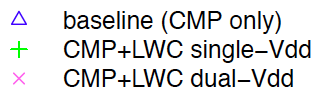 baseline (CMP only)
CMP+LWC single−Vdd
CMP+LWC dual−Vdd